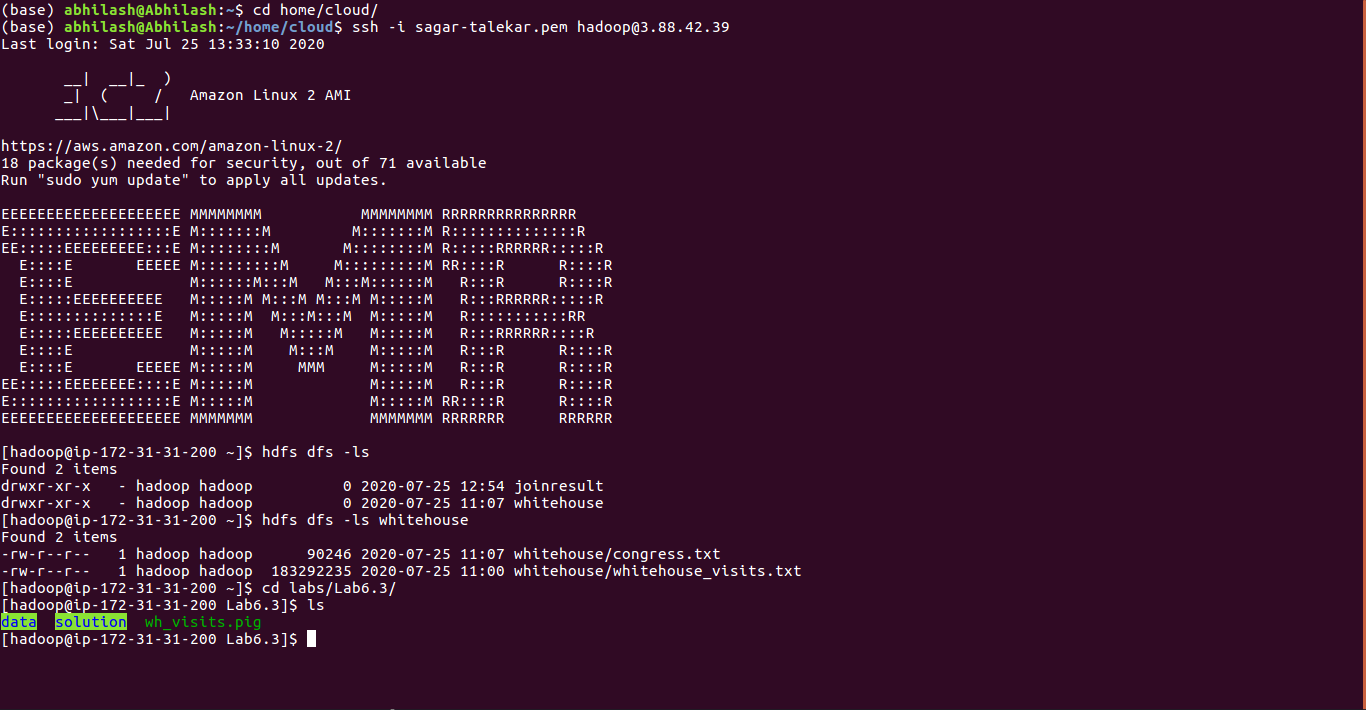 (base) abhilash@Abhilash:~$ cd home/cloud/
(base) abhilash@Abhilash:~/home/cloud$ ssh -i sagar-talekar.pem hadoop@3.88.42.39
Last login: Sat Jul 25 13:33:10 2020

       __|  __|_  )
       _|  (     /   Amazon Linux 2 AMI
      ___|\___|___|

https://aws.amazon.com/amazon-linux-2/
18 package(s) needed for security, out of 71 available
Run "sudo yum update" to apply all updates.

EEEEEEEEEEEEEEEEEEEE MMMMMMMM           MMMMMMMM RRRRRRRRRRRRRRR
E::::::::::::::::::E M:::::::M         M:::::::M R::::::::::::::R
EE:::::EEEEEEEEE:::E M::::::::M       M::::::::M R:::::RRRRRR:::::R
  E::::E       EEEEE M:::::::::M     M:::::::::M RR::::R      R::::R
  E::::E             M::::::M:::M   M:::M::::::M   R:::R      R::::R
  E:::::EEEEEEEEEE   M:::::M M:::M M:::M M:::::M   R:::RRRRRR:::::R
  E::::::::::::::E   M:::::M  M:::M:::M  M:::::M   R:::::::::::RR
  E:::::EEEEEEEEEE   M:::::M   M:::::M   M:::::M   R:::RRRRRR::::R
  E::::E             M:::::M    M:::M    M:::::M   R:::R      R::::R
  E::::E       EEEEE M:::::M     MMM     M:::::M   R:::R      R::::R
EE:::::EEEEEEEE::::E M:::::M             M:::::M   R:::R      R::::R
E::::::::::::::::::E M:::::M             M:::::M RR::::R      R::::R
EEEEEEEEEEEEEEEEEEEE MMMMMMM             MMMMMMM RRRRRRR      RRRRRR

[hadoop@ip-172-31-31-200 ~]$ hdfs dfs -ls
Found 2 items
drwxr-xr-x   - hadoop hadoop          0 2020-07-25 12:54 joinresult
drwxr-xr-x   - hadoop hadoop          0 2020-07-25 11:07 whitehouse
[hadoop@ip-172-31-31-200 ~]$ hdfs dfs -ls whitehouse
Found 2 items
-rw-r--r--   1 hadoop hadoop      90246 2020-07-25 11:07 whitehouse/congress.txt
-rw-r--r--   1 hadoop hadoop  183292235 2020-07-25 11:00 whitehouse/whitehouse_visits.txt
[hadoop@ip-172-31-31-200 ~]$ cd labs/Lab6.3/
[hadoop@ip-172-31-31-200 Lab6.3]$ ls
data  solution  wh_visits.pig
[hadoop@ip-172-31-31-200 Lab6.3]$